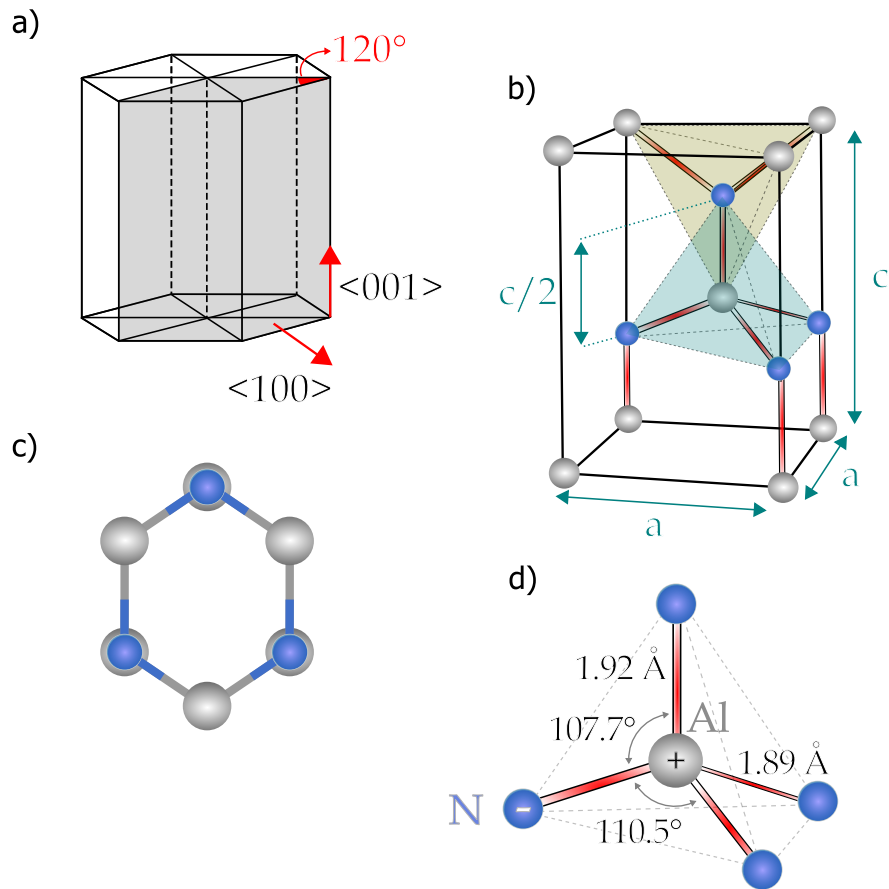 a)
120°
<001>
<100>
b)
c/2
c
a
a
c)
d)
1.92 Å
Al
107.7°
+
1.89 Å
N
-
110.5°